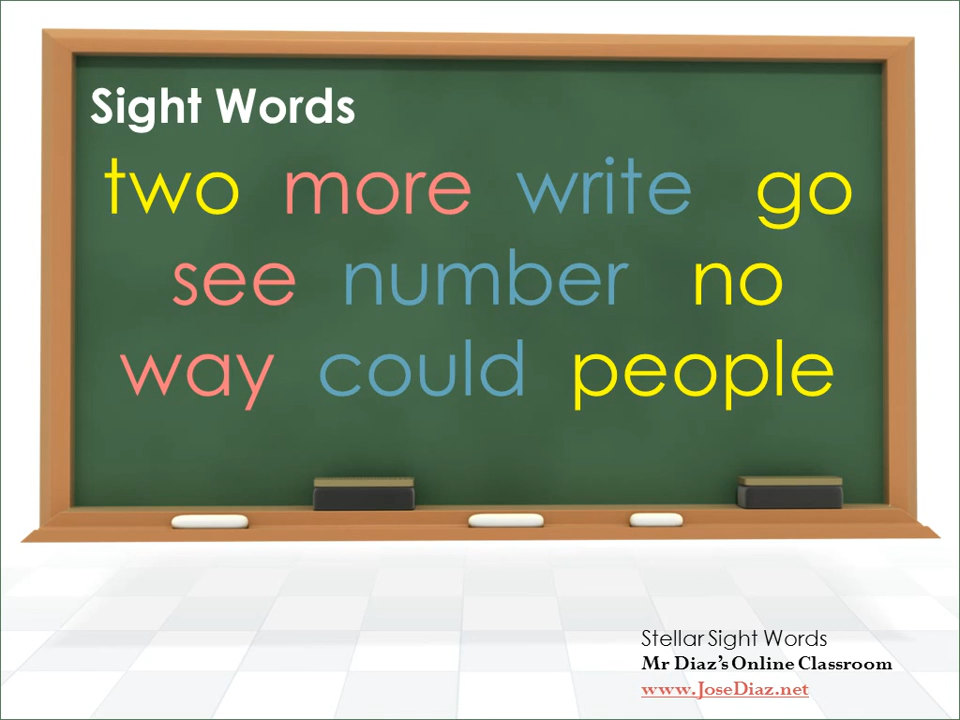 Sight Words
two more write go
see number no
way could people
Stellar Sight Words
Mr Diaz’s Online Classroom
www.JoseDiaz.net